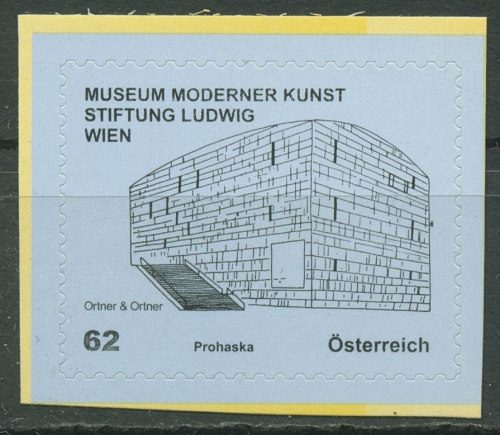 MUSEUM MODERNER KUNST
STIFTUNG LUDWIG
WIEN
Ortner & Ortner
62
Prohaska
Österreich